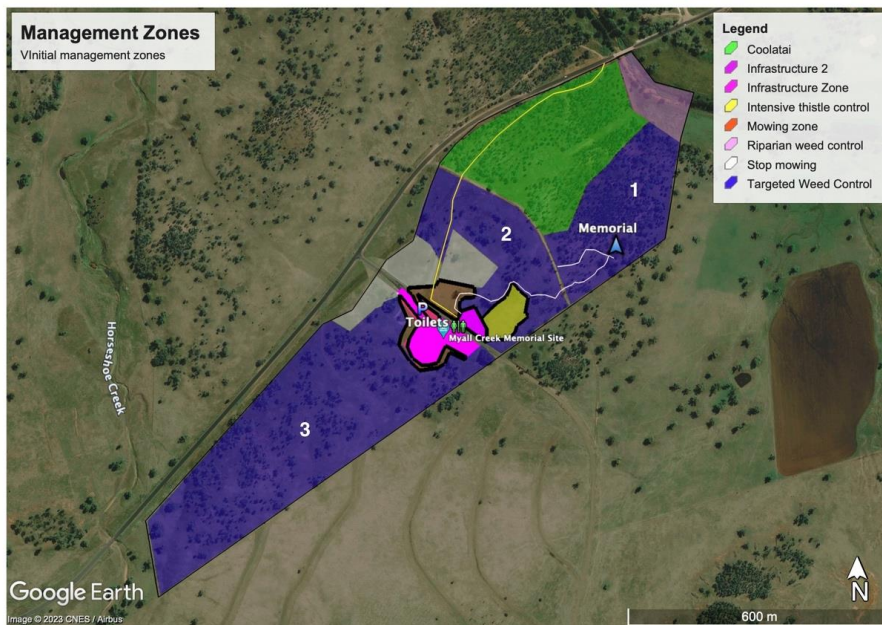 Management Zones
VInitial management zones
Legend
Coolatai
Infrastructure 2
Infrastructure Zone
Intensive thistle control
Mowing zone
Riparian weed control
Stop mowing
Targeted Weed Control
1
2
Memorial
P
Toilets
Myall Creek Memorial Site
Horseshoe Creek
3
Google Earth
Image © 2023 CNES / Airbus
N
600 m